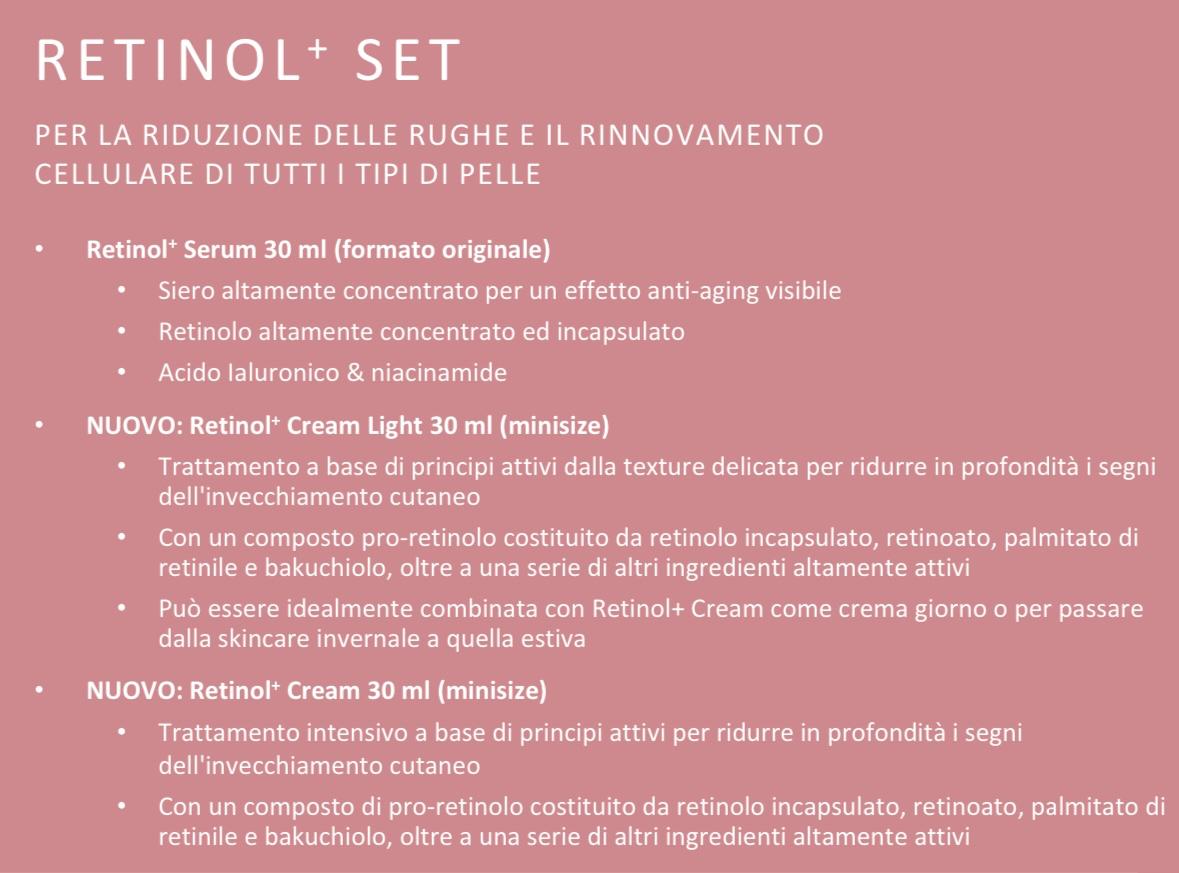 RETINOL⁺ SET
PER LA RIDUZIONE DELLE RUGHE E IL RINNOVAMENTO
CELLULARE DI TUTTI I TIPI DI PELLE
• Retinol⁺ Serum 30 ml (formato originale)
• Siero altamente concentrato per un effetto anti-aging visibile
• Retinolo altamente concentrato ed incapsulato
• Acido Ialuronico & niacinamide
• NUOVO: Retinol⁺ Cream Light 30 ml (minisize)
• Trattamento a base di principi attivi dalla texture delicata per ridurre in profondità i segni
dell'invecchiamento cutaneo
• Con un composto pro-retinolo costituito da retinolo incapsulato, retinoato, palmitato di
retinile e bakuchiolo, oltre a una serie di altri ingredienti altamente attivi
• Può essere idealmente combinata con Retinol+ Cream come crema giorno o per passare
dalla skincare invernale a quella estiva
• NUOVO: Retinol⁺ Cream 30 ml (minisize)
• Trattamento intensivo a base di principi attivi per ridurre in profondità i segni
dell'invecchiamento cutaneo
• Con un composto di pro-retinolo costituito da retinolo incapsulato, retinoato, palmitato di
retinile e bakuchiolo, oltre a una serie di altri ingredienti altamente attivi